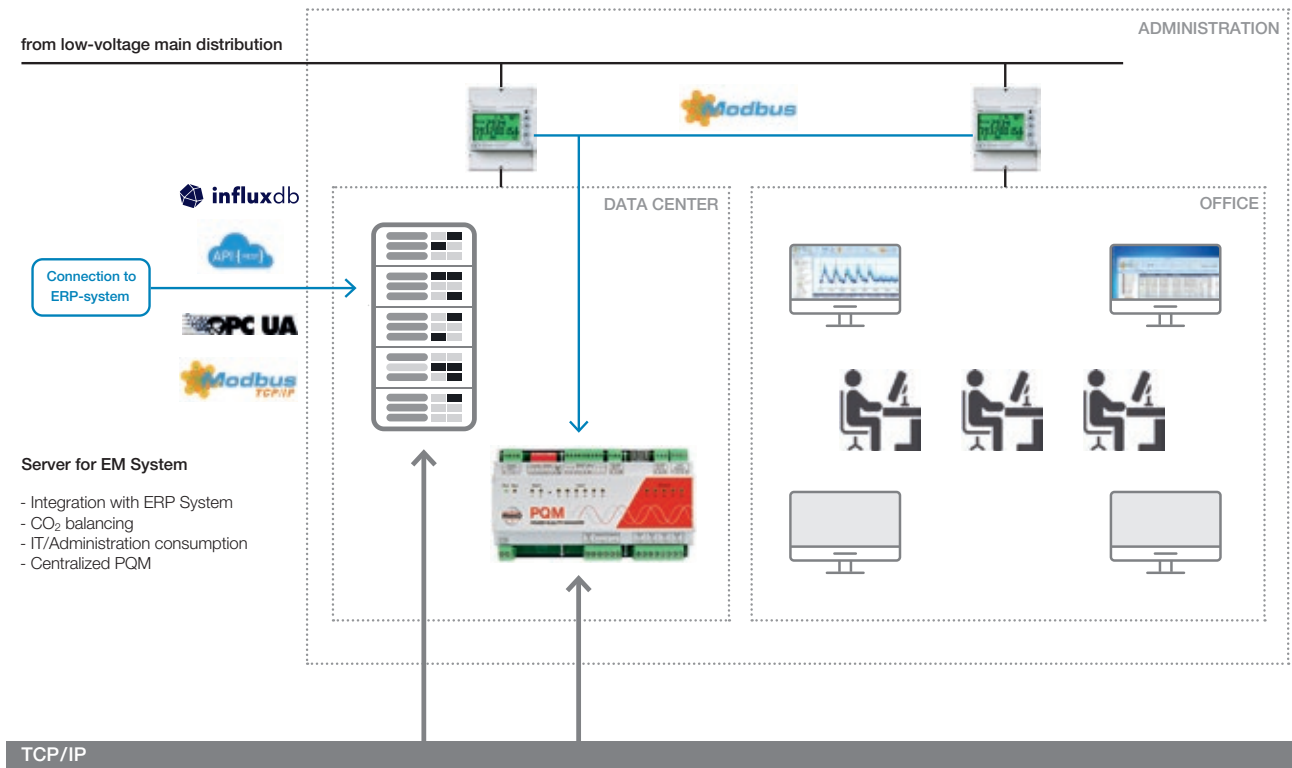 ADMINISTRATION
from low-voltage main distribution
Modbus
influxdb
DATA CENTER
OFFICE
API{REST}
Connection to
ERP-system
OPC UA
Modbus
TCP/IP
Server for EM System
- Integration with ERP System
- CO₂ balancing
- IT/Administration consumption
- Centralized PQM
PQM
TCP/IP